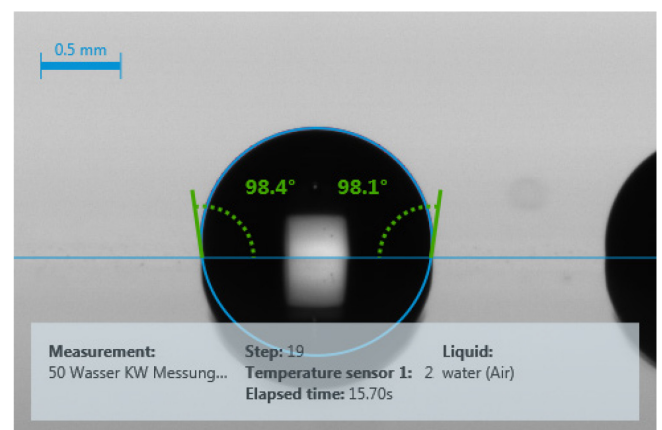 0.5 mm
98.4° 98.1°
Measurement: Step: 19 Liquid:
50 Wasser KW Messung... Temperature sensor 1: 2 water (Air)
Elapsed time: 15.70s